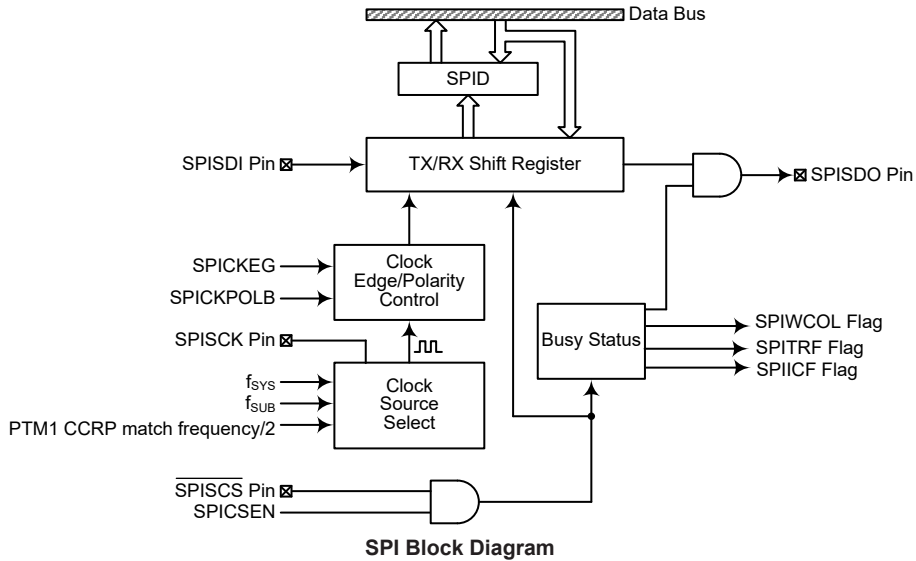 Data Bus
SPID
SPISDI Pin
TX/RX Shift Register
SPISDO Pin
SPICKEG
SPICKPOLB
Clock
Edge/Polarity
Control
SPISCK Pin
Busy Status
SPIWCOL Flag
SPITRF Flag
SPIICF Flag
fSYS
fSUB
PTM1 CCRP match frequency/2
Clock
Source
Select
SPISCS Pin
SPICSEN
SPI Block Diagram